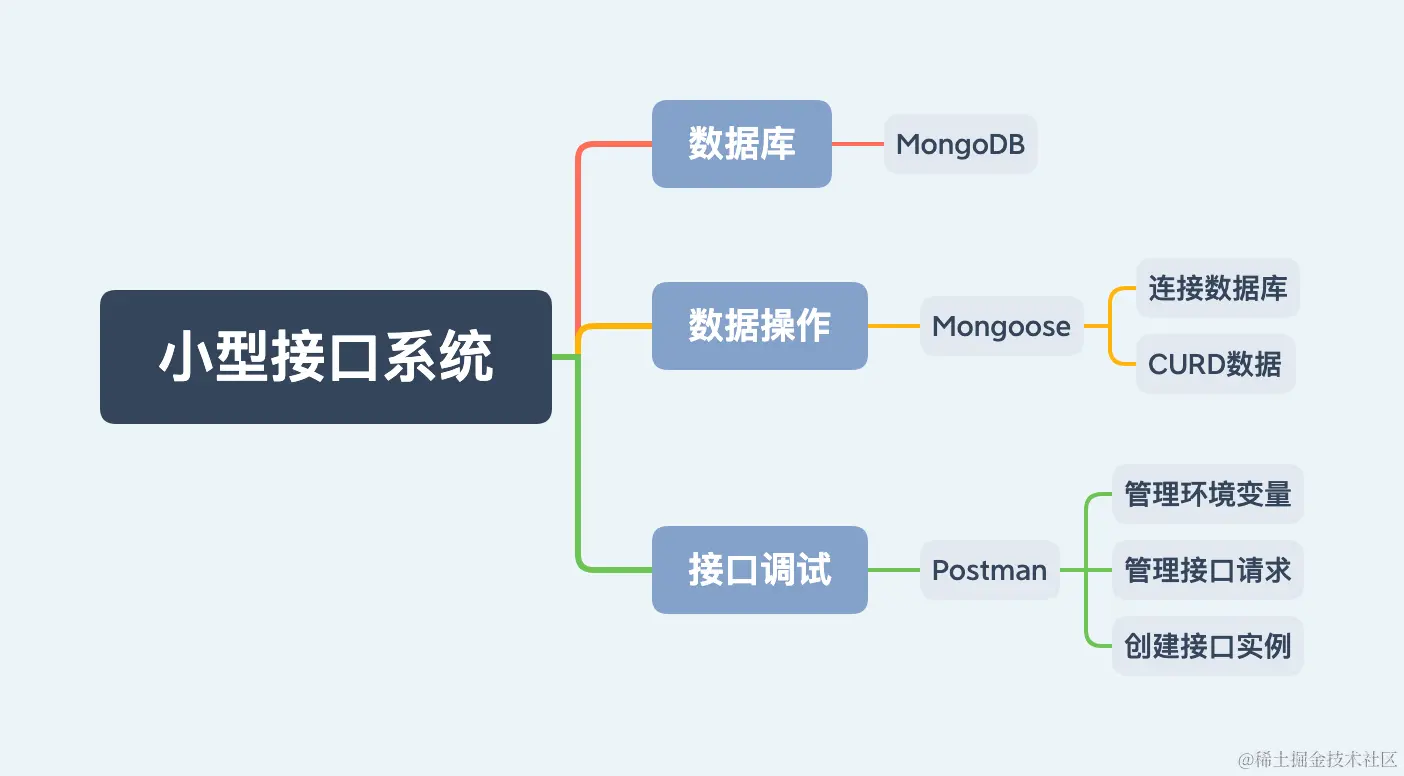 小型接口系统
数据库
MongoDB
数据操作
Mongoose
连接数据库
CURD数据
接口调试
Postman
管理环境变量
管理接口请求
创建接口实例
@稀土掘金技术社区